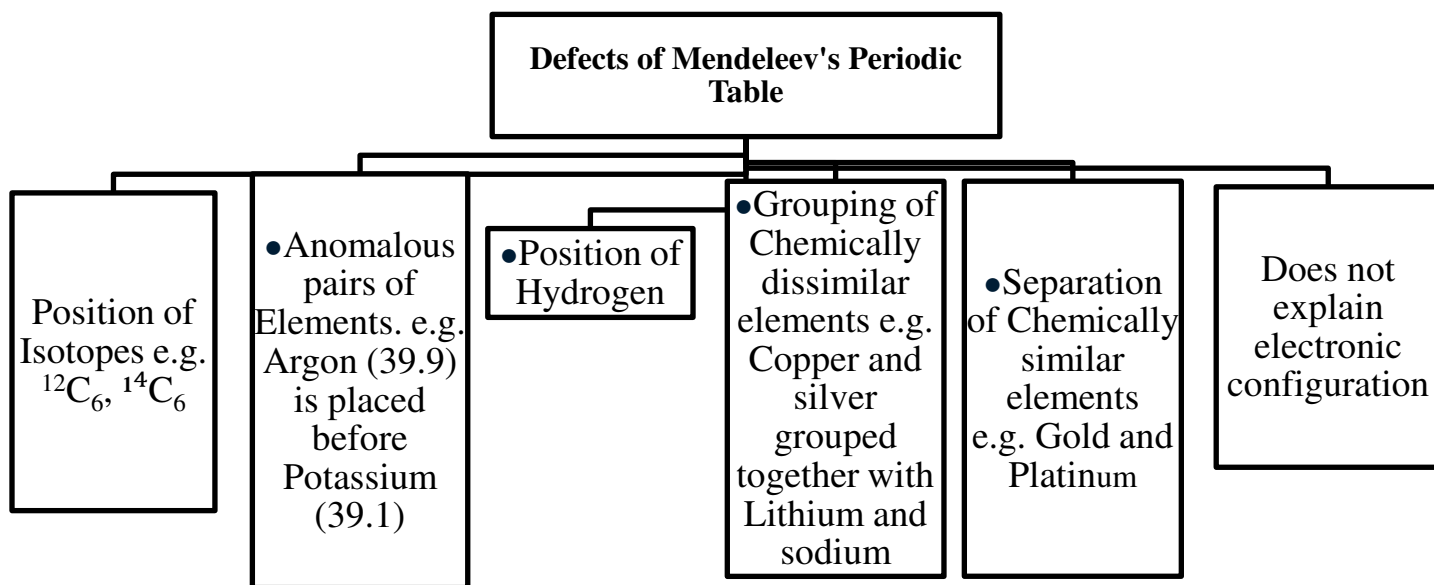 Defects of Mendeleev's Periodic
Table
Position of
Isotopes e.g.
¹²C₆, ¹⁴C₆
●Anomalous
pairs of
Elements. e.g.
Argon (39.9)
is placed
before
Potassium
(39.1)
●Position of
Hydrogen
●Grouping of
Chemically
dissimilar
elements e.g.
Copper and
silver
grouped
together with
Lithium and
sodium
●Separation
of Chemically
similar
elements
e.g. Gold and
Platinum
Does not
explain
electronic
configuration